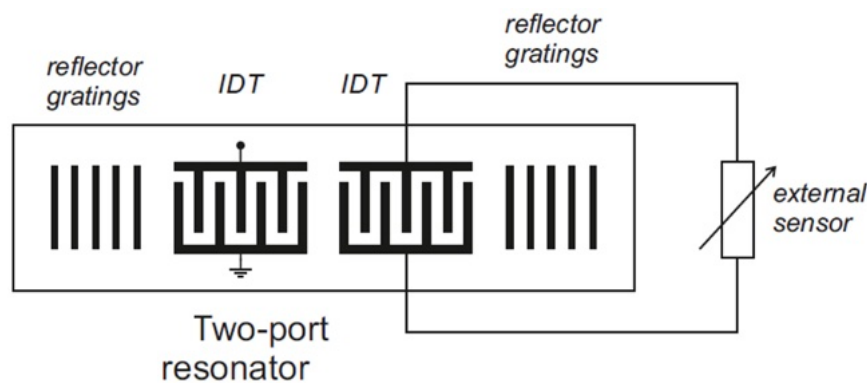 reflector
gratings
IDT
IDT
reflector
gratings
external
sensor
Two-port
resonator